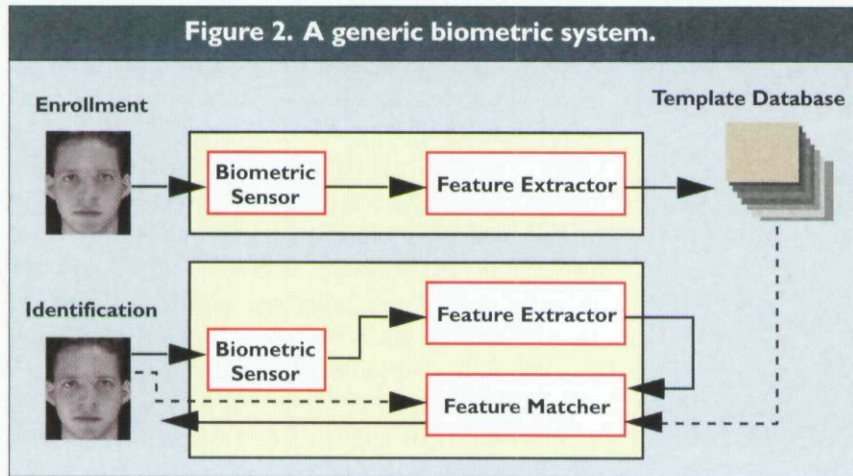 Figure 2. A generic biometric system.
Enrollment
Template Database
Biometric
Sensor
Feature Extractor
Identification
Biometric
Sensor
Feature Extractor
Feature Matcher